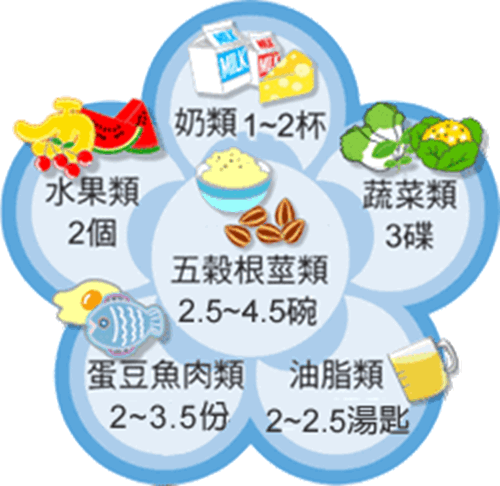 MILK
MILK
MILK
奶類 1~2杯
水果類
2個
蔬菜類
3碟
五穀根莖類
2.5~4.5碗
蛋豆魚肉類
2~3.5份
油脂類
2~2.5湯匙